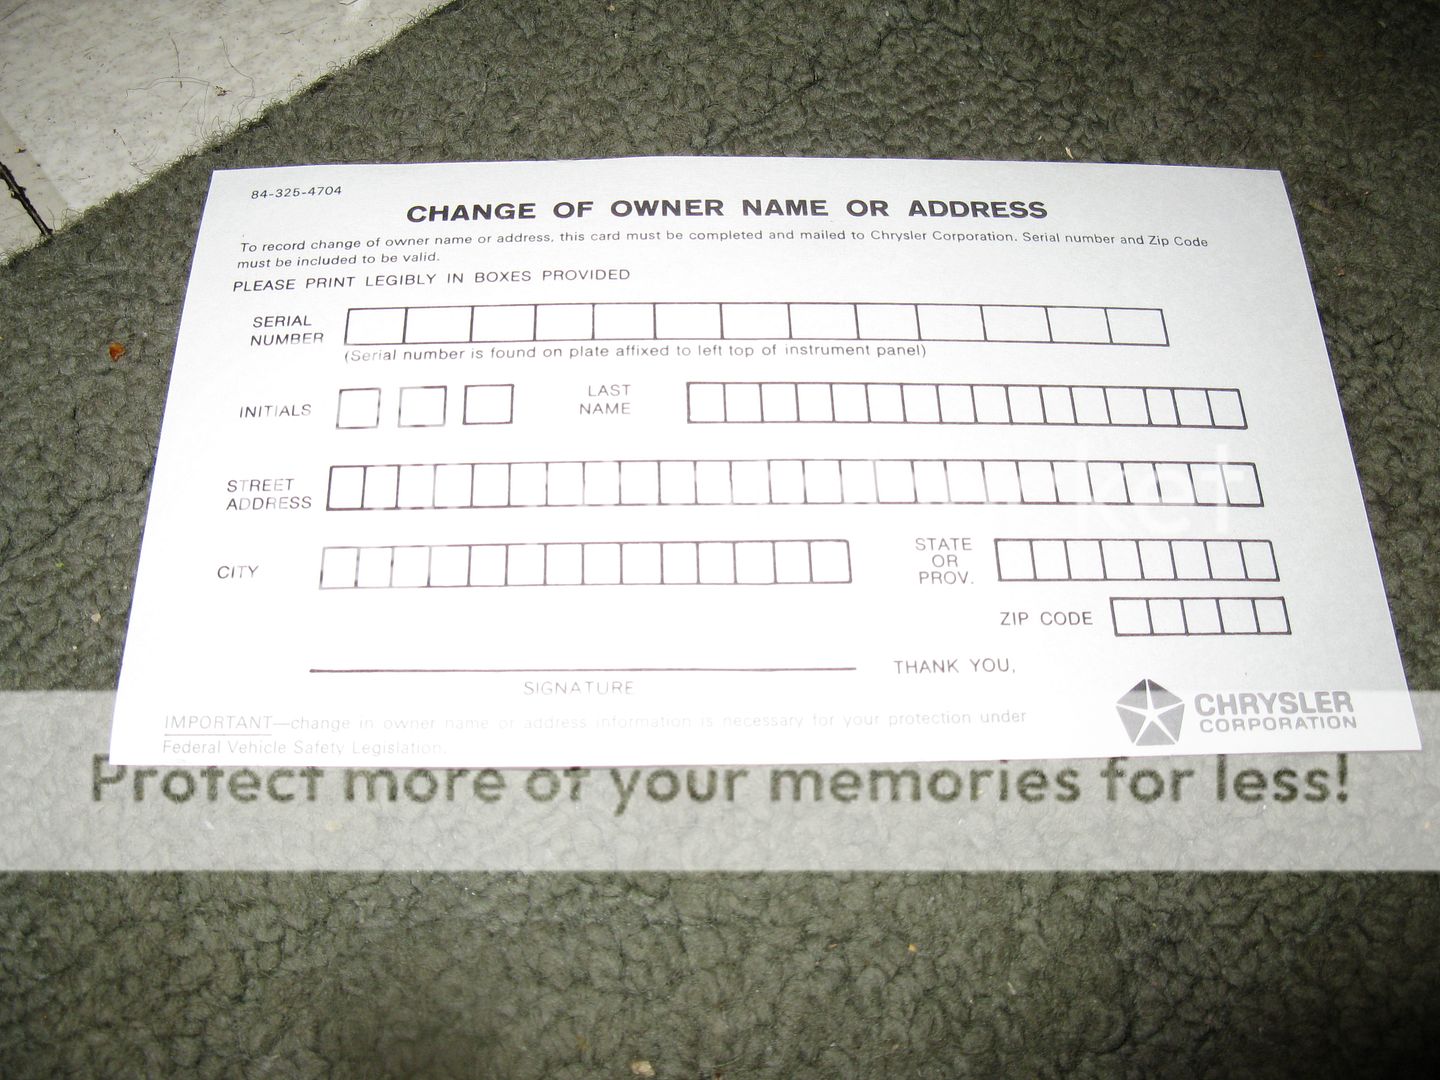 84-325-4704
CHANGE OF OWNER NAME OR ADDRESS
To record change of owner name or address, this card must be completed and mailed to Chrysler Corporation. Serial number and Zip Code
must be included to be valid.
PLEASE PRINT LEGIBLY IN BOXES PROVIDED
SERIAL
NUMBER
(Serial number is found on plate affixed to left top of instrument panel)
INITIALS
LAST
NAME
STREET
ADDRESS
CITY
STATE
OR
PROV.
ZIP CODE
SIGNATURE
THANK YOU,
IMPORTANT—change in owner name or address information is necessary for your protection under
Federal Vehicle Safety Legislation.
CHRYSLER
CORPORATION
Protect more of your memories for less!